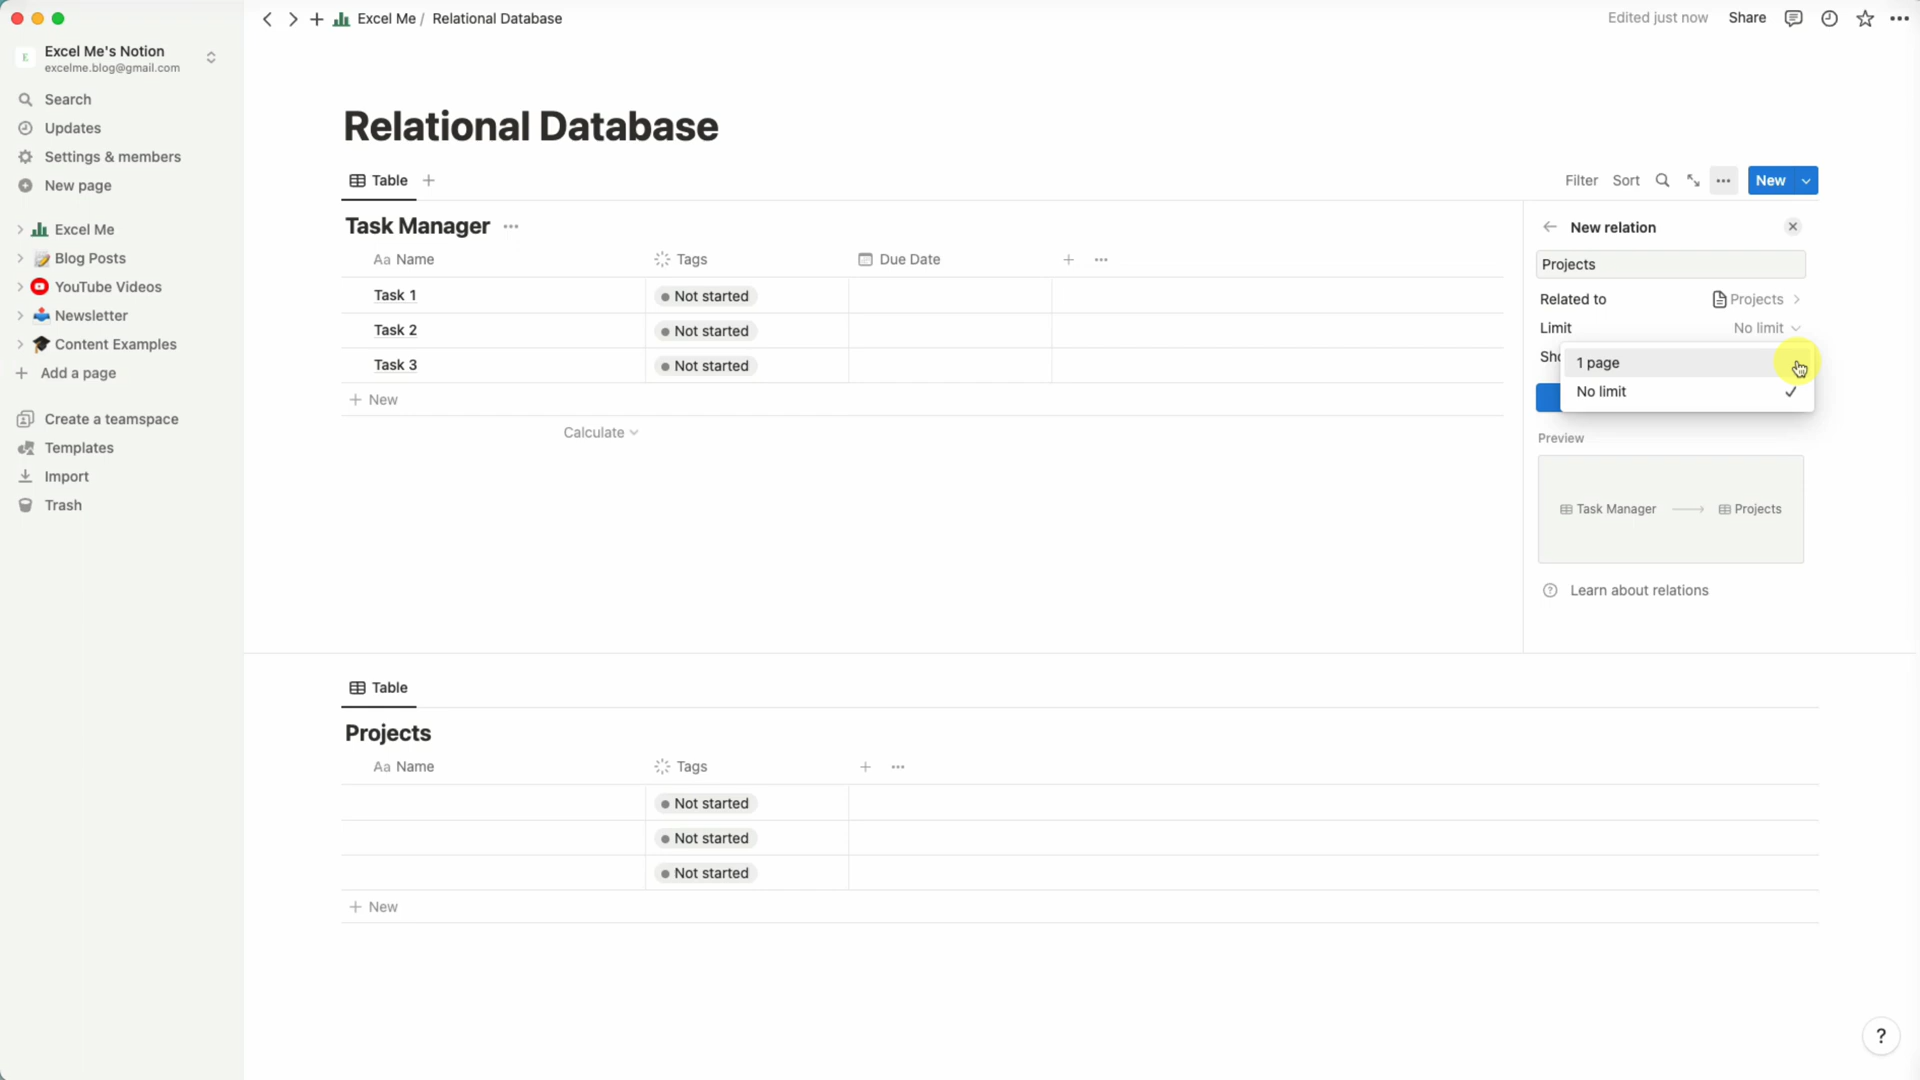 Excel Me / Relational Database
Edited just now
Share
E
Excel Me's Notion
excelme.blog@gmail.com
Search
Updates
Settings & members
New page
Excel Me
Blog Posts
YouTube Videos
Newsletter
Content Examples
Add a page
Create a teamspace
Templates
Import
Trash
Relational Database
Table
Filter Sort New
Task Manager
Aa Name Tags Due Date
Task 1 Not started
Task 2 Not started
Task 3 Not started
New
Calculate
New relation
Projects
Related to Projects
Limit No limit
1 page
No limit
Preview
Task Manager Projects
? Learn about relations
Table
Projects
Aa Name Tags
Not started
Not started
Not started
New
?